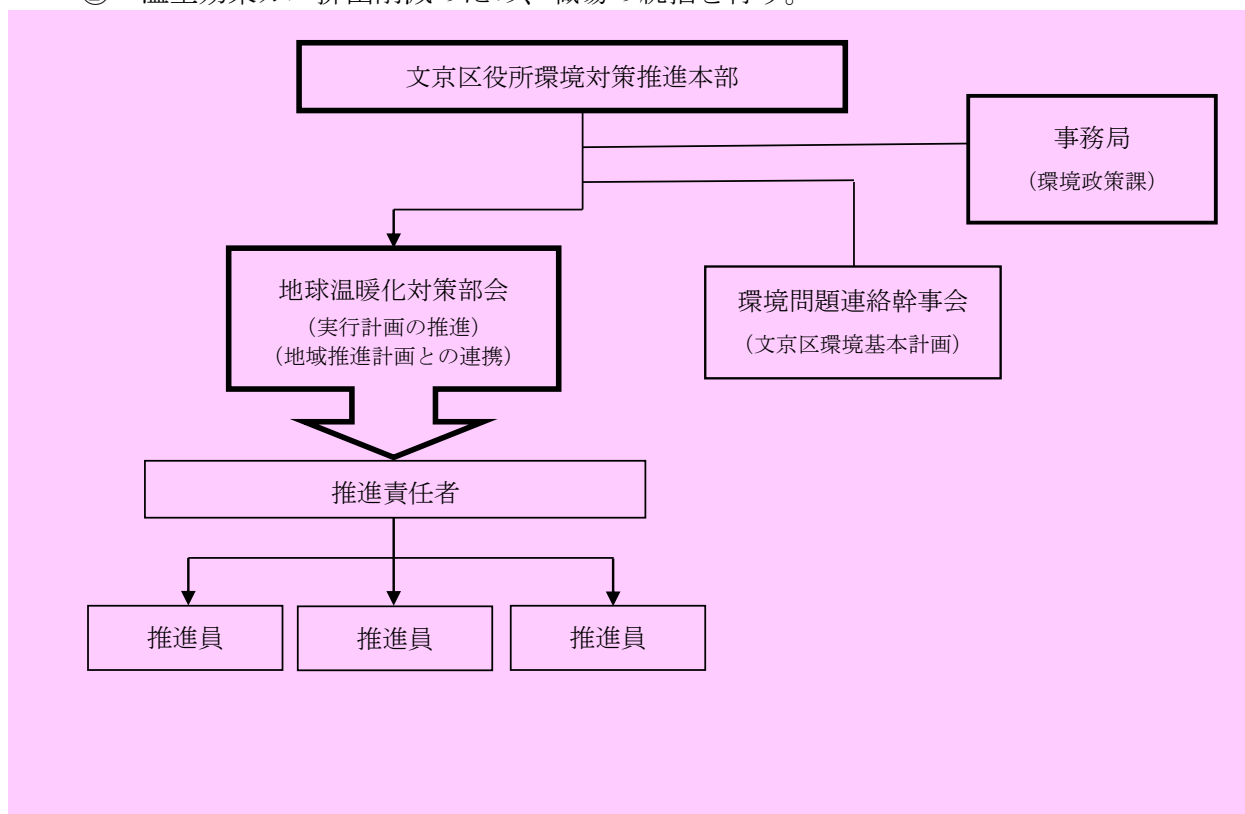 文京区役所環境対策推進本部
事務局
（環境政策課）
地球温暖化対策部会
（実行計画の推進）
（地域推進計画との連携）
環境問題連絡幹事会
（文京区環境基本計画）
推進責任者
推進員
推進員
推進員